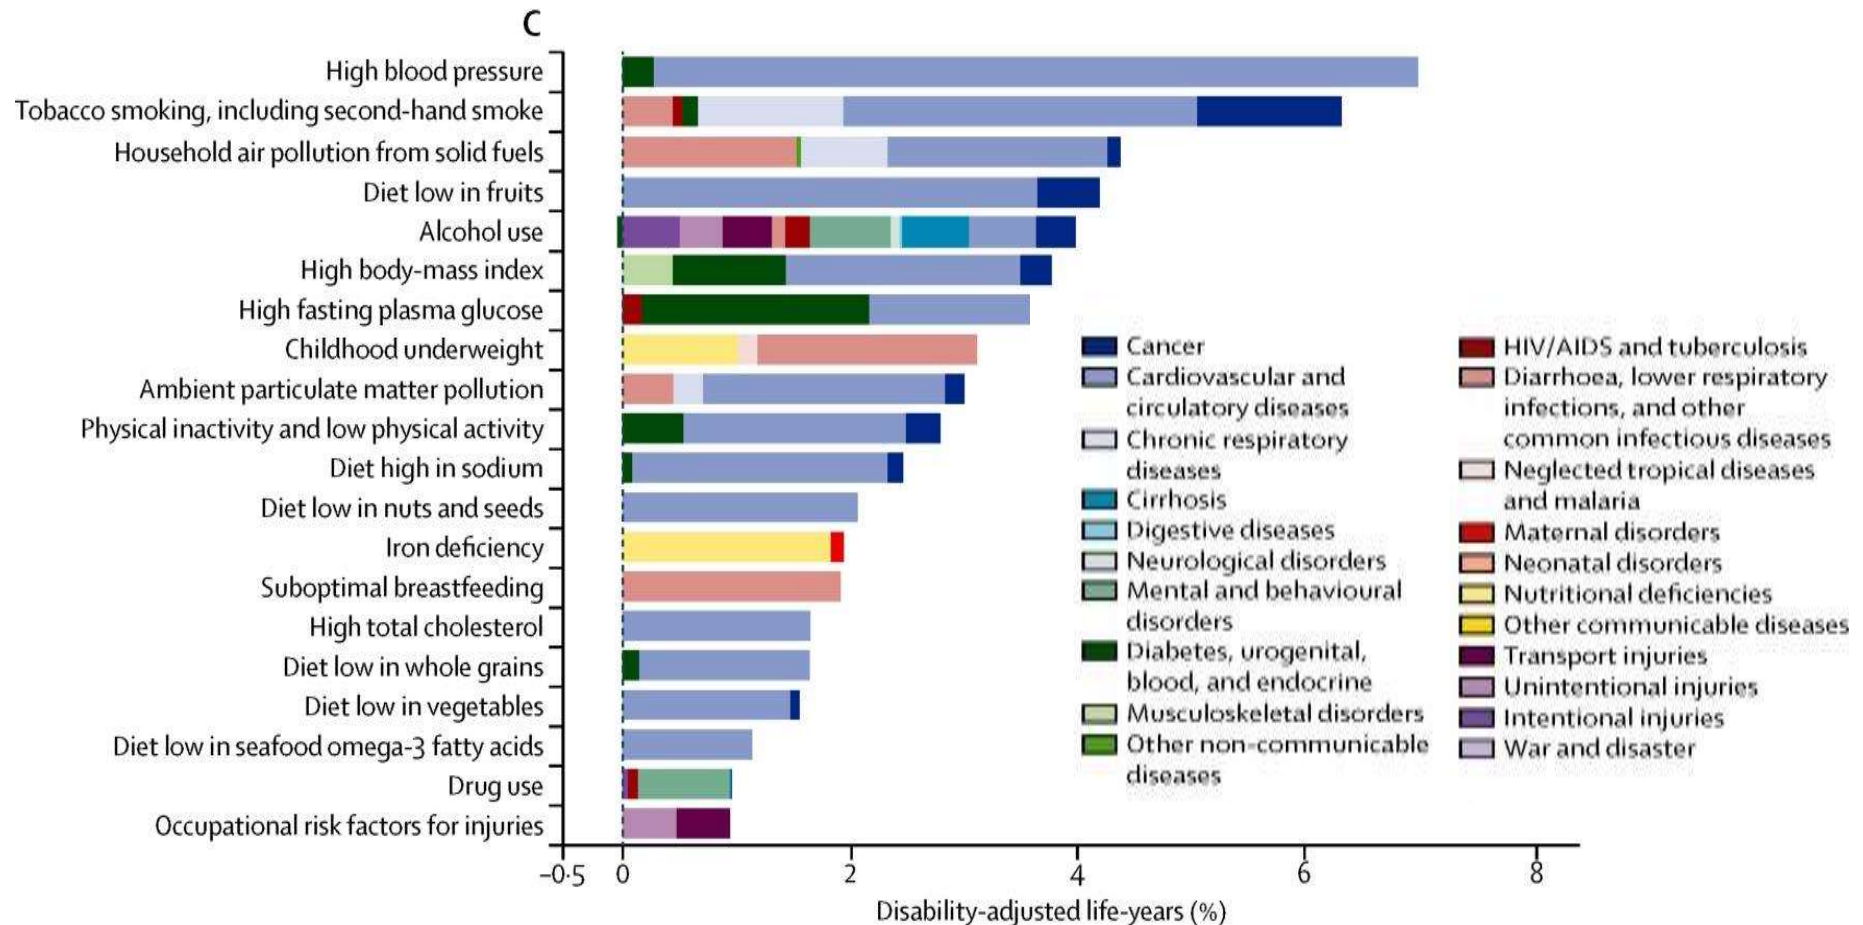 C
High blood pressure
Tobacco smoking, including second-hand smoke
Household air pollution from solid fuels
Diet low in fruits
Alcohol use
High body-mass index
High fasting plasma glucose
Childhood underweight
Ambient particulate matter pollution
Physical inactivity and low physical activity
Diet high in sodium
Diet low in nuts and seeds
Iron deficiency
Suboptimal breastfeeding
High total cholesterol
Diet low in whole grains
Diet low in vegetables
Diet low in seafood omega-3 fatty acids
Drug use
Occupational risk factors for injuries
Cancer
Cardiovascular and
circulatory diseases
Chronic respiratory
diseases
Cirrhosis
Digestive diseases
Neurological disorders
Mental and behavioural
disorders
Diabetes, urogenital,
blood, and endocrine
Musculoskeletal disorders
Other non-communicable
diseases
HIV/AIDS and tuberculosis
Diarrhoea, lower respiratory
infections, and other
common infectious diseases
Neglected tropical diseases
and malaria
Maternal disorders
Neonatal disorders
Nutritional deficiencies
Other communicable diseases
Transport injuries
Unintentional injuries
Intentional injuries
War and disaster
–0·5 0 2 4 6 8
Disability-adjusted life-years (%)